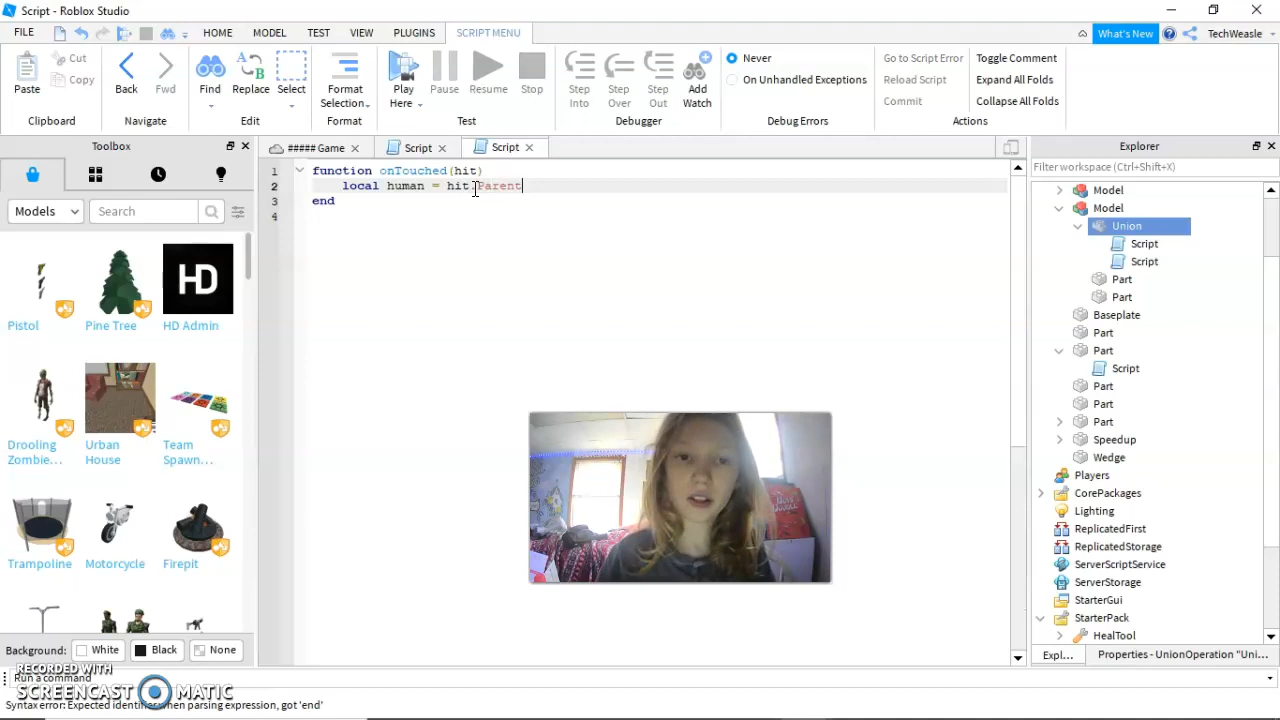 Script - Roblox Studio
FILE HOME MODEL TEST VIEW PLUGINS SCRIPT MENU What's New TechWeasle
Paste Cut Copy Back Fwd Find Replace Select Format Selection... Play Here Pause Resume Stop Step Into Step Over Step Out Add Watch Never On Unhandled Exceptions Go to Script Error Reload Script Commit Toggle Comment Expand All Folds Collapse All Folds
Clipboard Navigate Edit Format Test Debugger Debug Errors Actions
Toolbox
Models Search
Pistol Pine Tree HD Admin
HD
Drooling Zombie... Urban House Team Spawn...
Trampoline Motorcycle Firepit
Background: White Black None
##### Game Script Script
1 function onTouched(hit)
2 local human = hit Parent
3 end
4
Explorer
Filter workspace (Ctrl+Shift+X)
Model
Model
Union
Script
Script
Part
Part
Baseplate
Part
Part
Script
Part
Part
Part
Speedup
Wedge
Players
CorePackages
Lighting
ReplicatedFirst
ReplicatedStorage
ServerScriptService
ServerStorage
StarterGui
StarterPack
HealTool
Expl... Properties - UnionOperation "Uni...
RECORDED WITH
Run a command
SCREENCAST MATIC
Syntax error: Expected identifier when parsing expression, got 'end'